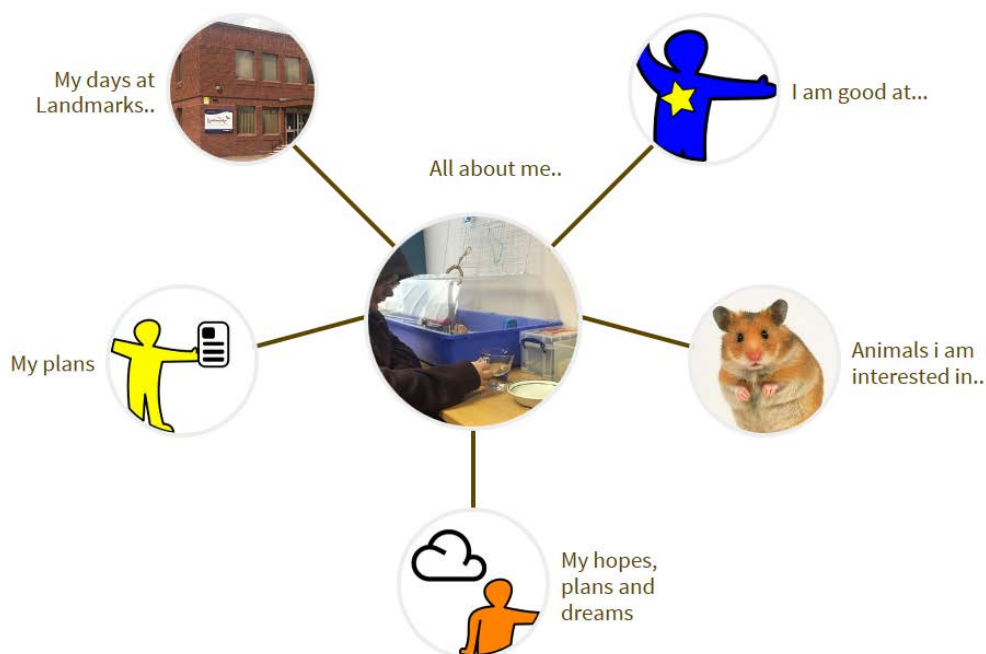 My days at
Landmarks..
I am good at...
All about me..
My plans
Animals i am
interested in..
My hopes,
plans and
dreams